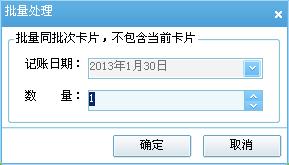 批量处理
批量同批次卡片，不包含当前卡片
记账日期：2013年1月30日
数　量：1
确定　取消